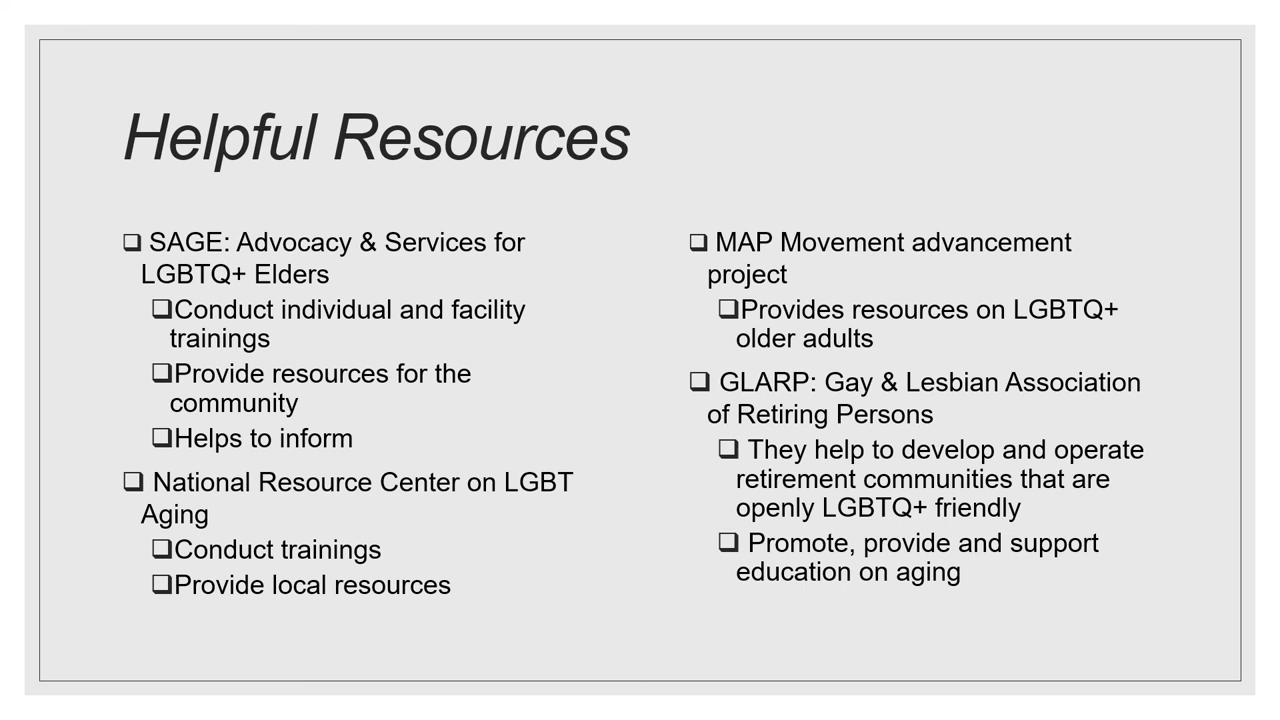 Helpful Resources
SAGE: Advocacy & Services for
LGBTQ+ Elders
Conduct individual and facility
trainings
Provide resources for the
community
Helps to inform
National Resource Center on LGBT
Aging
Conduct trainings
Provide local resources
MAP Movement advancement
project
Provides resources on LGBTQ+
older adults
GLARP: Gay & Lesbian Association
of Retiring Persons
They help to develop and operate
retirement communities that are
openly LGBTQ+ friendly
Promote, provide and support
education on aging